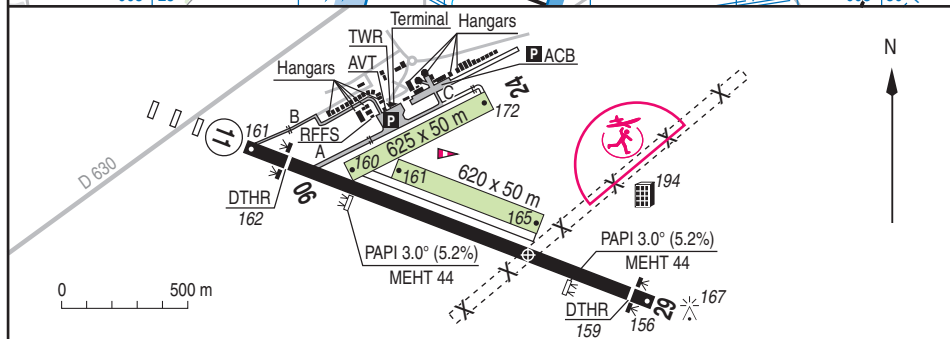 Terminal
Hangars
TWR
AVT
Hangars
P ACB
N
24
C
B
172
P
RFFS
A
11
161
625 x 50 m
160
161
620 x 50 m
194
D 630
06
DTHR
162
165
PAPI 3.0° (5.2%)
MEHT 44
PAPI 3.0° (5.2%)
MEHT 44
0
500 m
29
167
DTHR
159
156